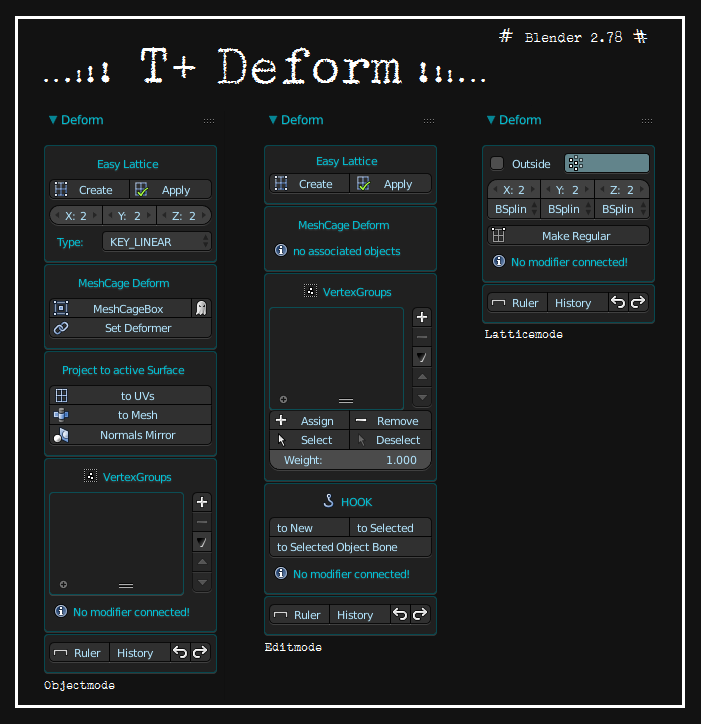 # Blender 2.78 #
...!!! T+ Deform !!!...
Deform
Easy Lattice
Create Apply
X: 2 Y: 2 Z: 2
Type: KEY_LINEAR
MeshCage Deform
MeshCageBox
Set Deformer
Project to active Surface
to UVs
to Mesh
Normals Mirror
VertexGroups
No modifier connected!
Ruler History
Objectmode
Deform
Easy Lattice
Create Apply
MeshCage Deform
no associated objects
VertexGroups
Assign Remove
Select Deselect
Weight: 1.000
HOOK
to New to Selected
to Selected Object Bone
No modifier connected!
Ruler History
Editmode
Deform
Outside
X: 2 Y: 2 Z: 2
BSplin BSplin BSplin
Make Regular
No modifier connected!
Ruler History
Latticemode